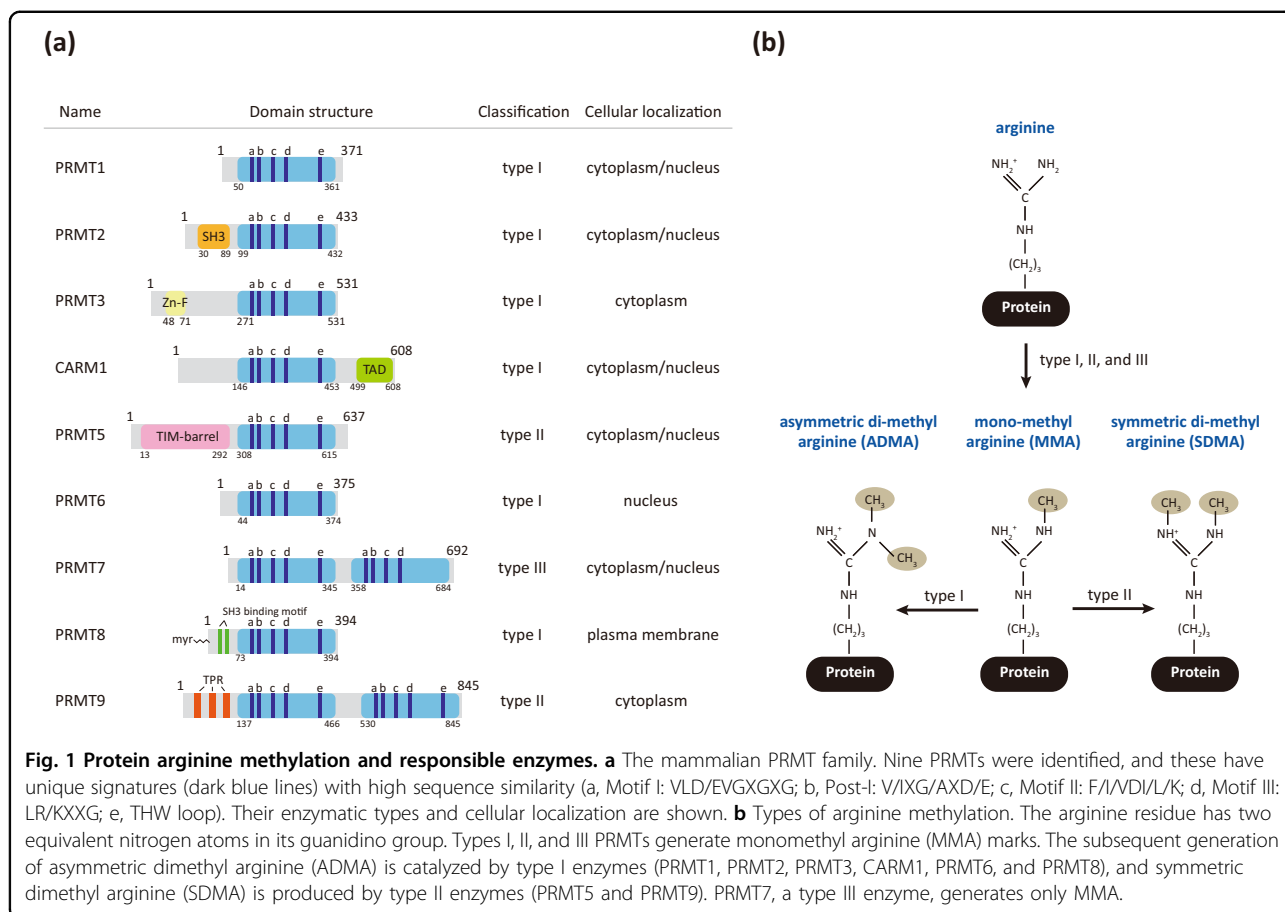 (a)
Name Domain structure Classification Cellular localization
a b c d e
1 371
PRMT1 type I cytoplasm/nucleus
50 361
a b c d e
1 433
PRMT2 SH3 type I cytoplasm/nucleus
30 89 99 432
a b c d e
1 531
PRMT3 Zn-F type I cytoplasm
48 71 271 531
a b c d e
1 608
CARM1 TAD type I cytoplasm/nucleus
146 453 499 608
a b c d e
1 637
PRMT5 TIM-barrel type II cytoplasm/nucleus
13 292 308 615
a b c d e
1 375
PRMT6 type I nucleus
44 374
a b c d e a b c d
1 692
PRMT7 type III cytoplasm/nucleus
14 345 358 684
SH3 binding motif
a b c d e
1 394
PRMT8 myr type I plasma membrane
73 394
TPR
a b c d e a b c d e
1 845
PRMT9 type II cytoplasm
137 466 530 845
(b)
arginine
NH₂⁺ NH₂
C
NH
(CH₂)₃
Protein
type I, II, and III
asymmetric di-methyl arginine (ADMA)
mono-methyl arginine (MMA)
symmetric di-methyl arginine (SDMA)
CH₃
NH₂⁺ N
CH₃
C
NH
(CH₂)₃
Protein
type I
CH₃
NH₂⁺ NH
C
NH
(CH₂)₃
Protein
type II
CH₃ CH₃
NH⁺ NH
C
NH
(CH₂)₃
Protein
Fig. 1 Protein arginine methylation and responsible enzymes. a The mammalian PRMT family. Nine PRMTs were identified, and these have
unique signatures (dark blue lines) with high sequence similarity (a, Motif I: VLD/EVGXGXG; b, Post-I: V/IXG/AXD/E; c, Motif II: F/I/VDI/L/K; d, Motif III:
LR/KXXG; e, THW loop). Their enzymatic types and cellular localization are shown. b Types of arginine methylation. The arginine residue has two
equivalent nitrogen atoms in its guanidino group. Types I, II, and III PRMTs generate monomethyl arginine (MMA) marks. The subsequent generation
of asymmetric dimethyl arginine (ADMA) is catalyzed by type I enzymes (PRMT1, PRMT2, PRMT3, CARM1, PRMT6, and PRMT8), and symmetric
dimethyl arginine (SDMA) is produced by type II enzymes (PRMT5 and PRMT9). PRMT7, a type III enzyme, generates only MMA.